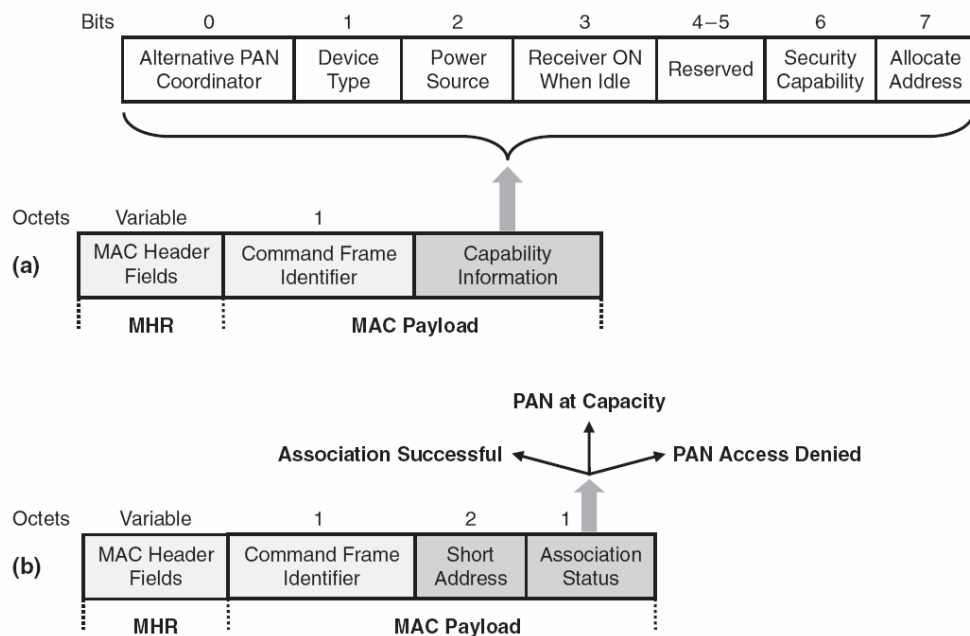 Bits 0 1 2 3 4–5 6 7
Alternative PAN Device Power Receiver ON Reserved Security Allocate
Coordinator Type Source When Idle Capability Address
Octets Variable 1
(a) MAC Header Command Frame Capability
Fields Identifier Information
MHR MAC Payload
PAN at Capacity
Association Successful PAN Access Denied
Octets Variable 1 2 1
(b) MAC Header Command Frame Short Association
Fields Identifier Address Status
MHR MAC Payload